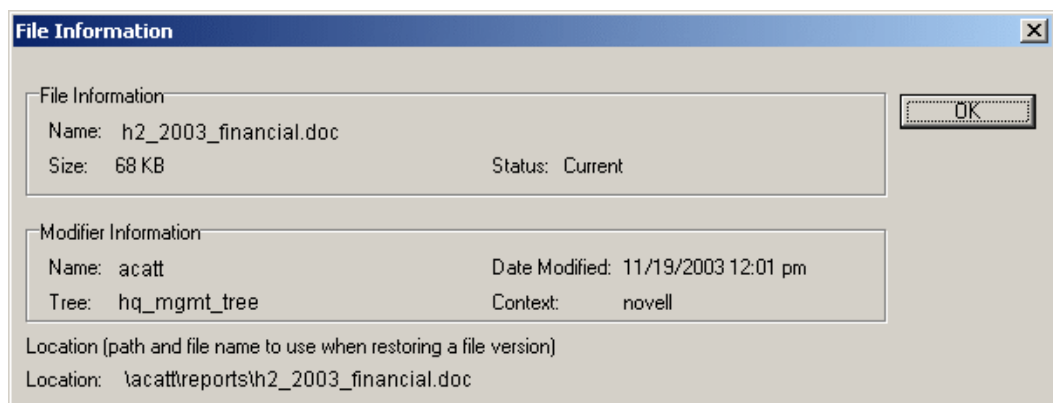 File Information
File Information
Name: h2_2003_financial.doc
OK
Size: 68 KB Status: Current
Modifier Information
Name: acatt Date Modified: 11/19/2003 12:01 pm
Tree: hq_mgmt_tree Context: novell
Location (path and file name to use when restoring a file version)
Location: \acatt\reports\h2_2003_financial.doc